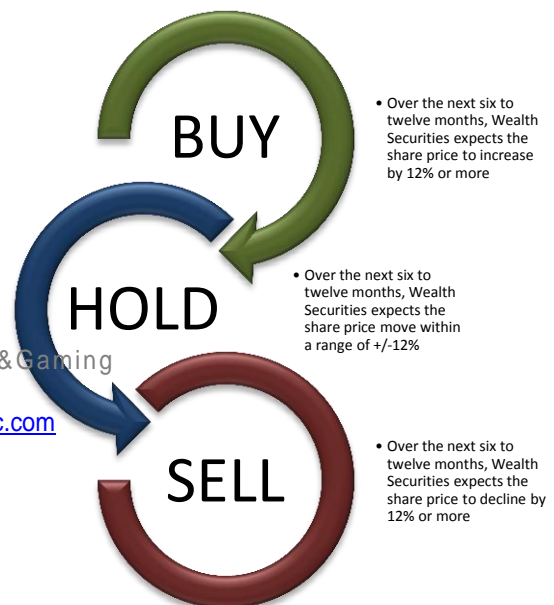 BUY
• Over the next six to
twelve months, Wealth
Securities expects the
share price to increase
by 12% or more
HOLD
• Over the next six to
twelve months, Wealth
Securities expects the
share price move within
a range of +/-12%
&Gaming
c.com
SELL
• Over the next six to
twelve months, Wealth
Securities expects the
share price to decline by
12% or more